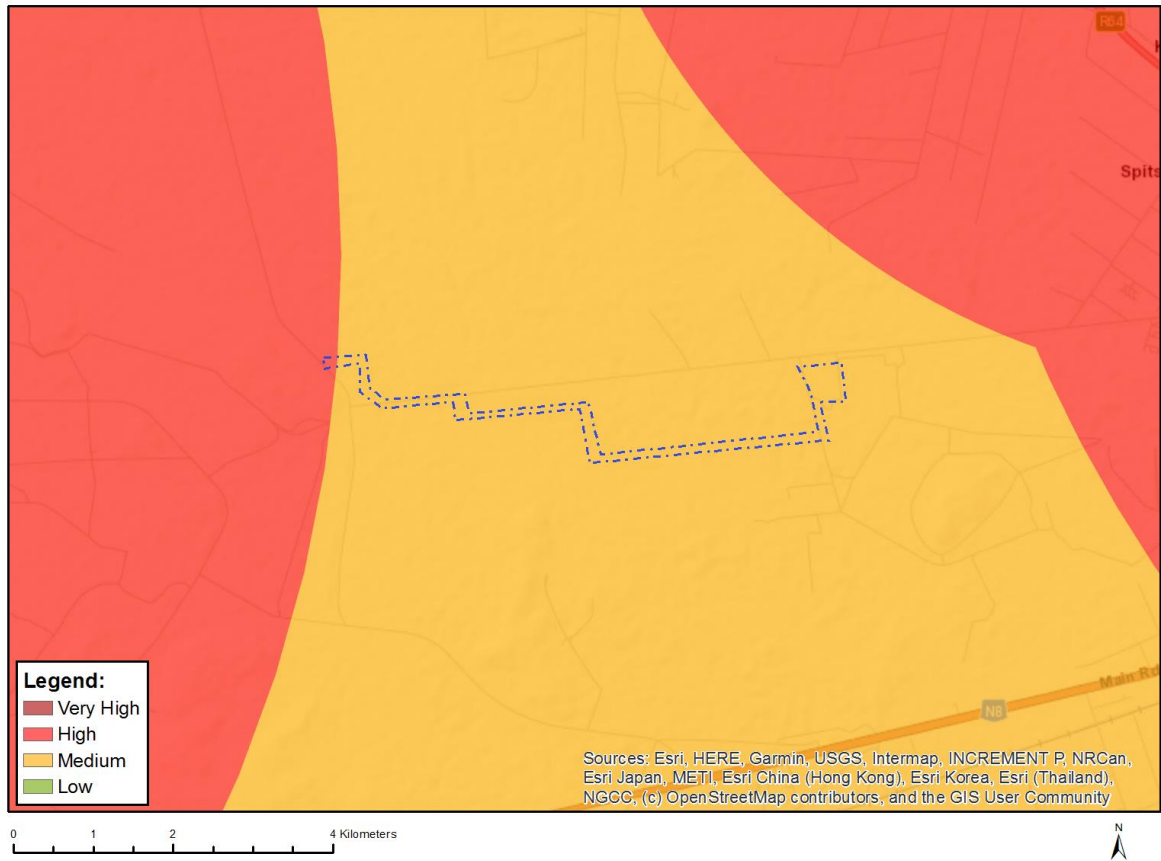 R64
Spits
Main Rd
N8
Legend:
Very High
High
Medium
Low
Sources: Esri, HERE, Garmin, USGS, Intermap, INCREMENT P, NRCan,
Esri Japan, METI, Esri China (Hong Kong), Esri Korea, Esri (Thailand),
NGCC, (c) OpenStreetMap contributors, and the GIS User Community
0 1 2 4 Kilometers
N